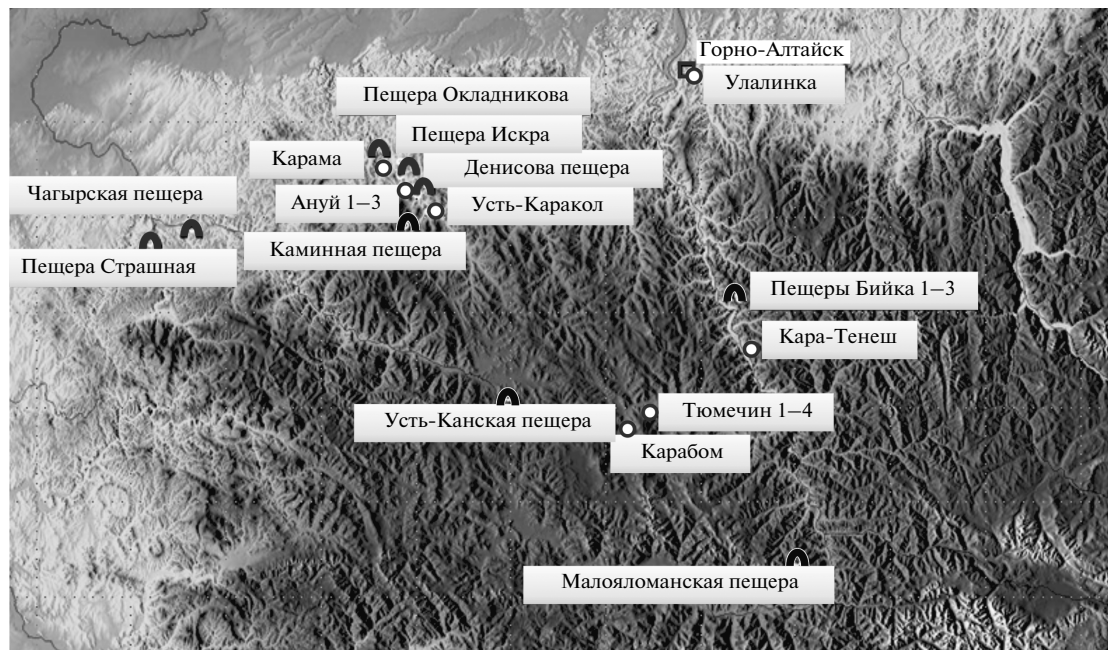 Горно-Алтайск
Улалинка
Пещера Окладникова
Пещера Искра
Карама
Денисова пещера
Чагырская пещера
Ануй 1–3
Усть-Каракол
Каминная пещера
Пещера Страшная
Пещеры Бийка 1–3
Кара-Тенеш
Тюмечин 1–4
Усть-Канская пещера
Карабом
Малояломанская пещера